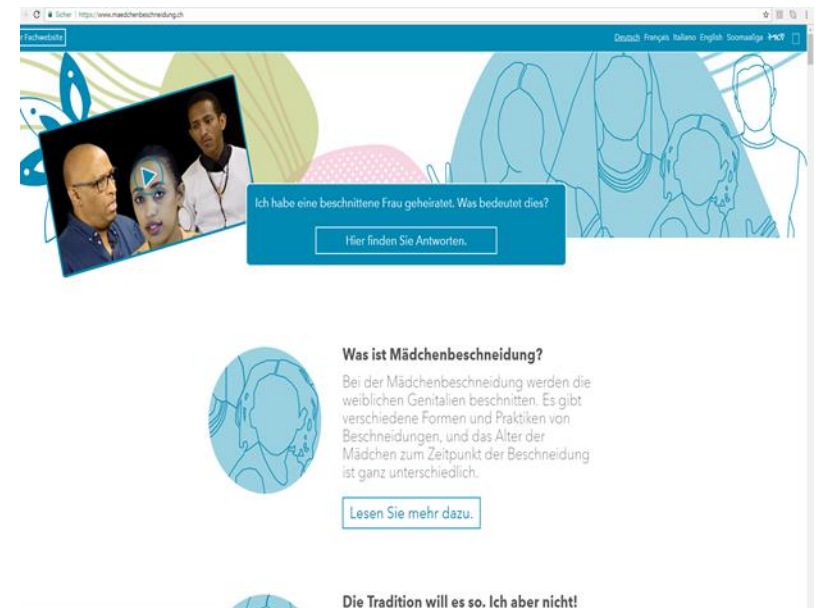 Sicher | https://www.maedchenbeschneidung.ch
Fachwebsite
Deutsch Français Italiano English Soomaaliga ትግርኛ
Ich habe eine beschnittene Frau geheiratet. Was bedeutet dies?
Hier finden Sie Antworten.
Was ist Mädchenbeschneidung?
Bei der Mädchenbeschneidung werden die
weiblichen Genitalien beschnitten. Es gibt
verschiedene Formen und Praktiken von
Beschneidungen, und das Alter der
Mädchen zum Zeitpunkt der Beschneidung
ist ganz unterschiedlich.
Lesen Sie mehr dazu.
Die Tradition will es so. Ich aber nicht!